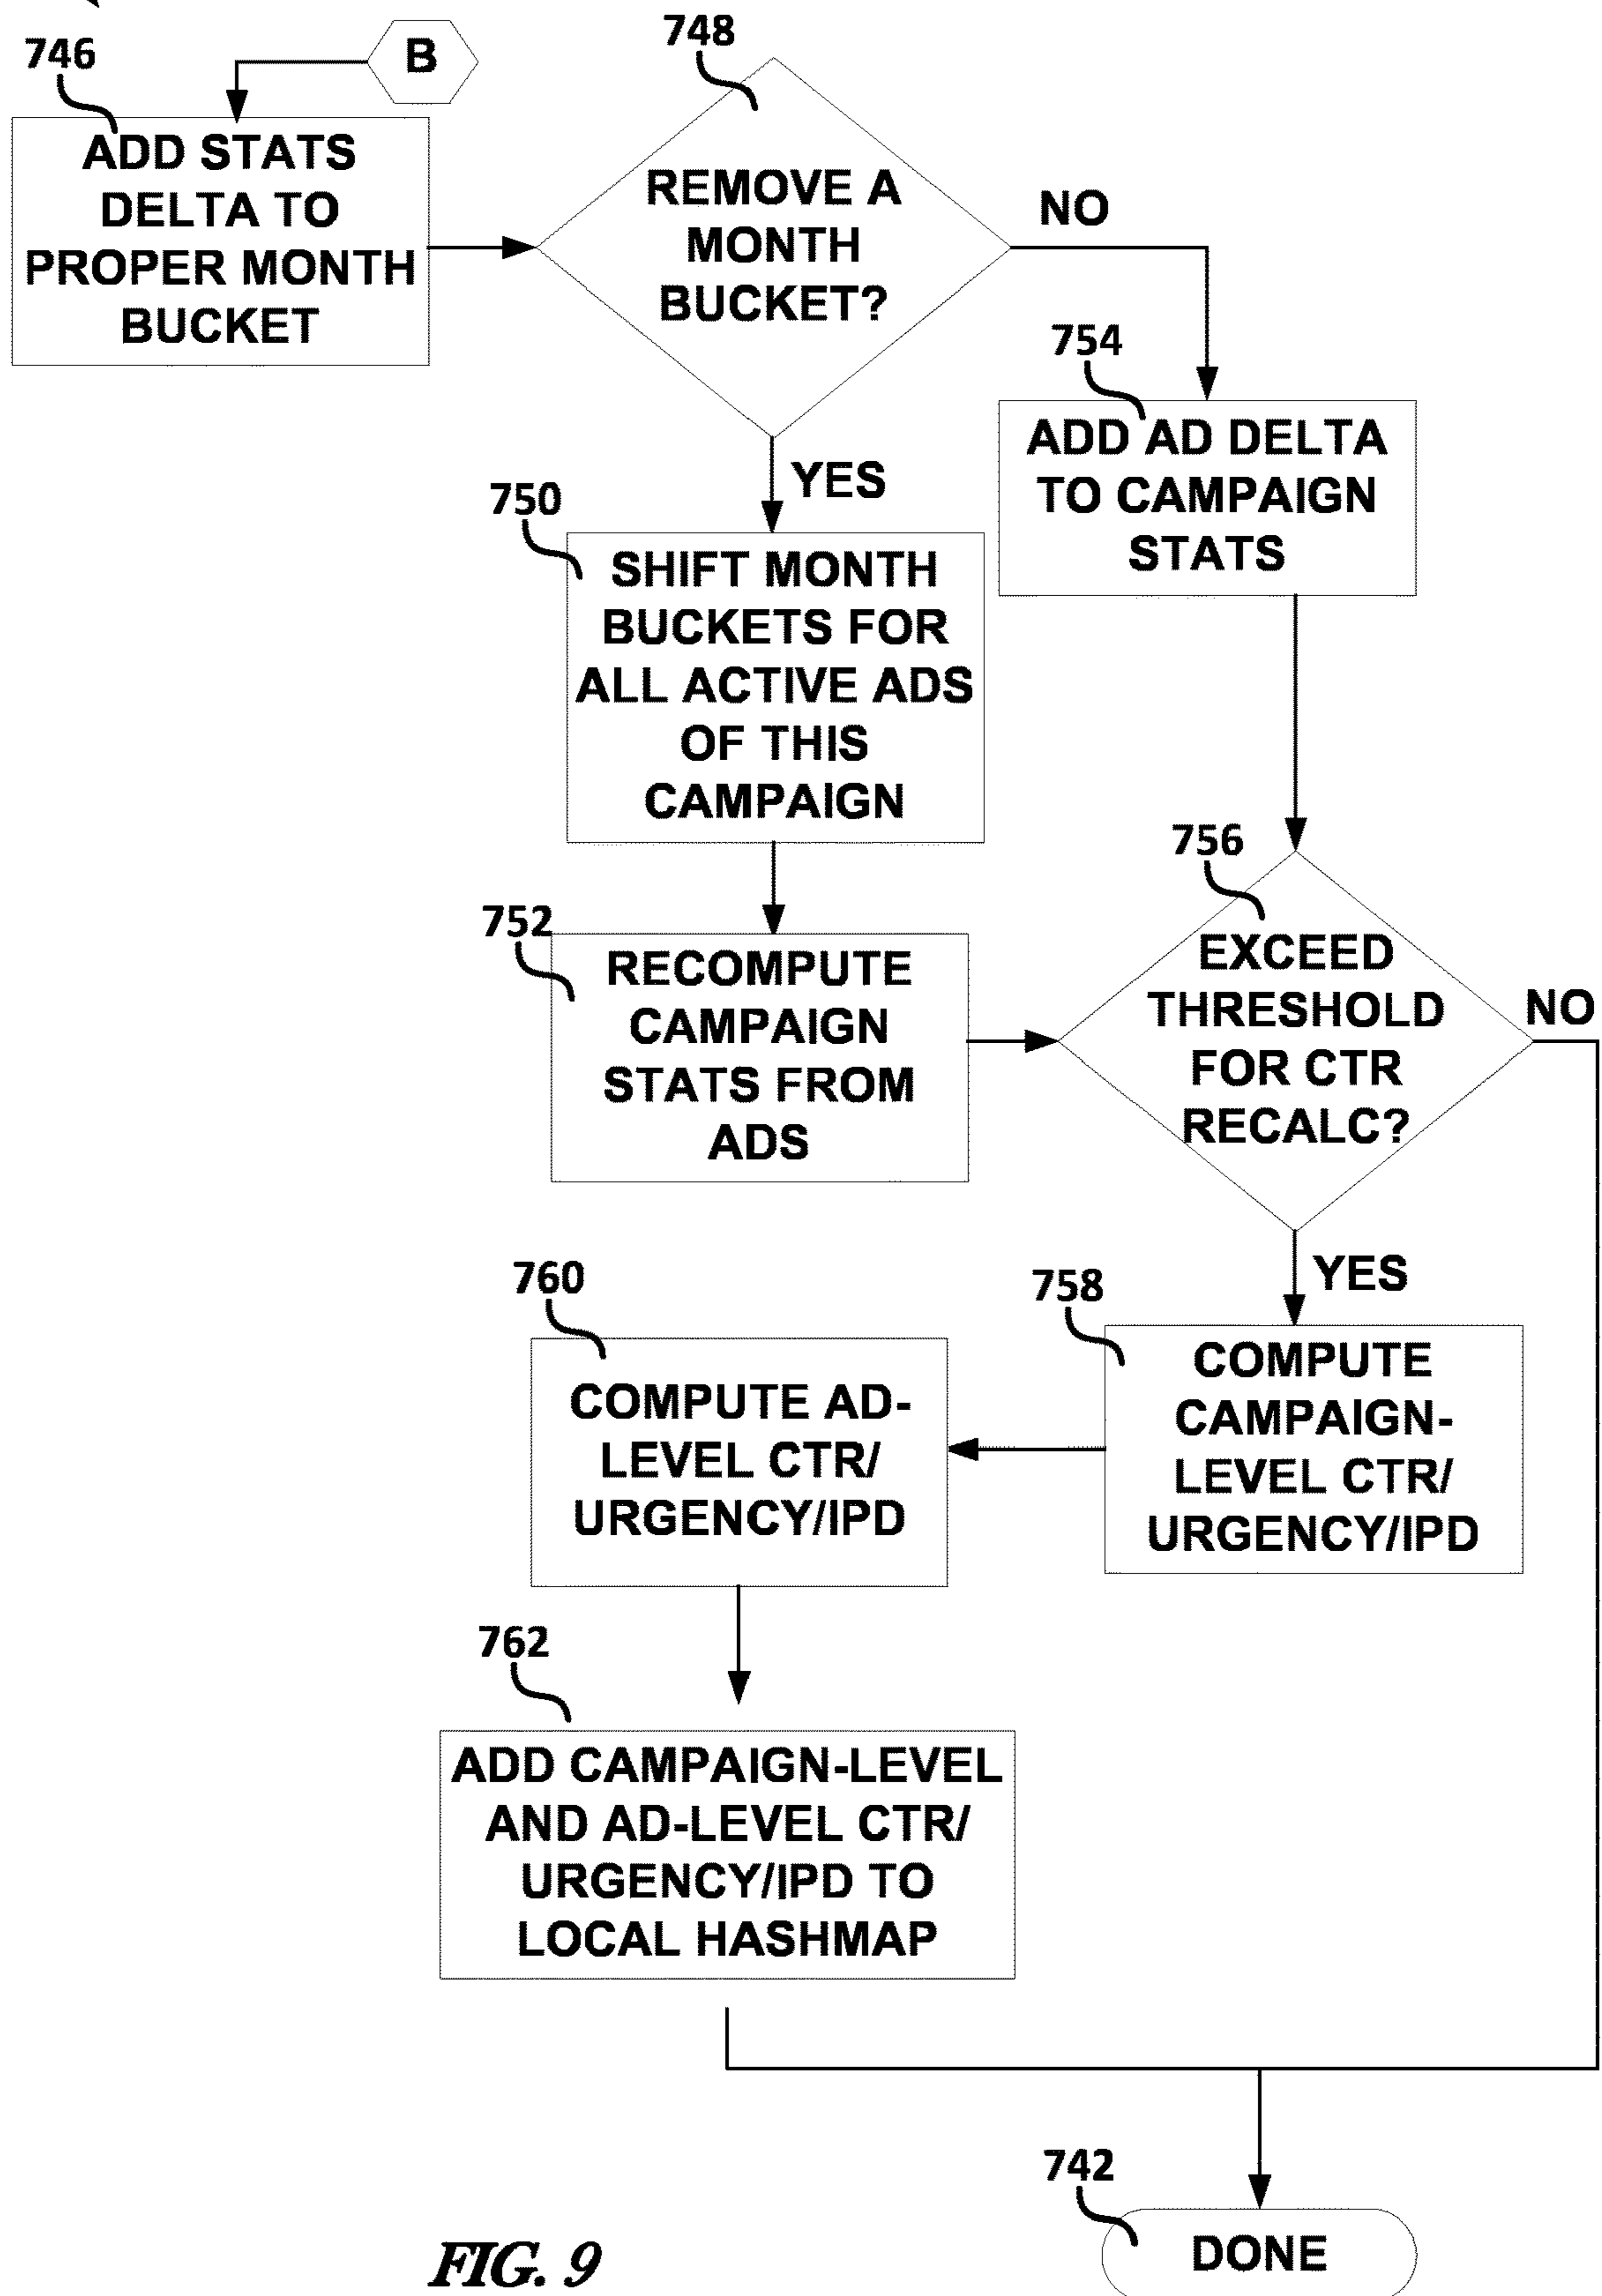 746
B
748
ADD STATS
DELTA TO
PROPER MONTH
BUCKET
REMOVE A
MONTH
BUCKET?
NO
YES
754
ADD AD DELTA
TO CAMPAIGN
STATS
750
SHIFT MONTH
BUCKETS FOR
ALL ACTIVE ADS
OF THIS
CAMPAIGN
752
RECOMPUTE
CAMPAIGN
STATS FROM
ADS
756
EXCEED
THRESHOLD
FOR CTR
RECALC?
NO
YES
758
COMPUTE
CAMPAIGN-
LEVEL CTR/
URGENCY/IPD
760
COMPUTE AD-
LEVEL CTR/
URGENCY/IPD
762
ADD CAMPAIGN-LEVEL
AND AD-LEVEL CTR/
URGENCY/IPD TO
LOCAL HASHMAP
742
DONE
FIG. 9